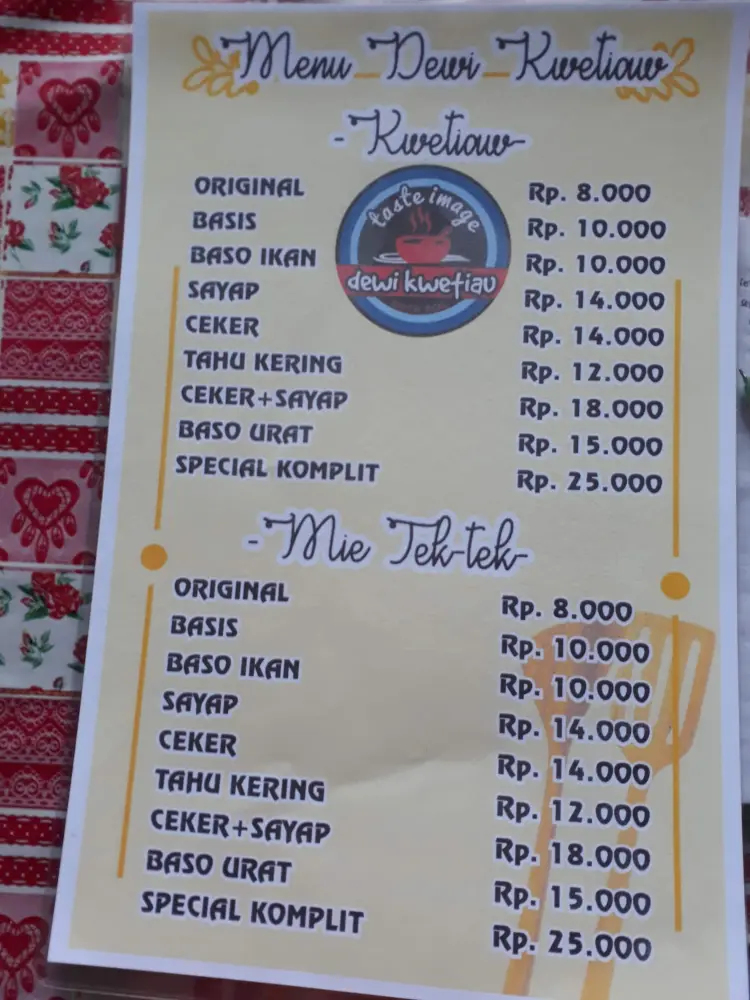 Menu Dewi Kwetiauw
-Kwetiauw-
taste image
dewi kwetiau
ORIGINAL Rp. 8.000
BASIS Rp. 10.000
BASO IKAN Rp. 10.000
SAYAP Rp. 14.000
CEKER Rp. 14.000
TAHU KERING Rp. 12.000
CEKER+SAYAP Rp. 18.000
BASO URAT Rp. 15.000
SPECIAL KOMPLIT Rp. 25.000
-Mie Tek-tek-
ORIGINAL Rp. 8.000
BASIS Rp. 10.000
BASO IKAN Rp. 10.000
SAYAP Rp. 14.000
CEKER Rp. 14.000
TAHU KERING Rp. 12.000
CEKER+SAYAP Rp. 18.000
BASO URAT Rp. 15.000
SPECIAL KOMPLIT Rp. 25.000